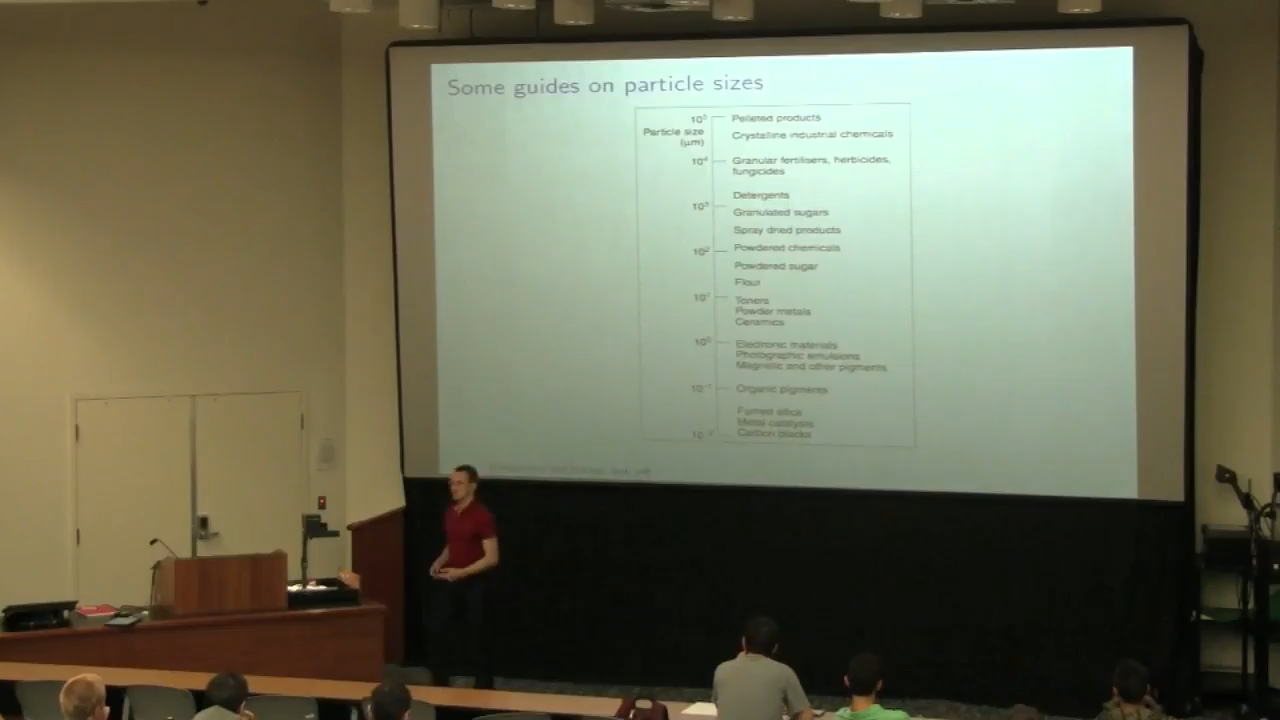 Some guides on particle sizes
10⁵ Pelleted products
Particle size
(μm)
Crystalline industrial chemicals
10⁴ Granular fertilisers, herbicides,
fungicides
Detergents
10³
Granulated sugars
Spray dried products
10² Powdered chemicals
Powdered sugar
Flour
10¹ Toners
Powder metals
Ceramics
10⁰ Electronic materials
Photographic emulsions
Magnetic and other pigments
10⁻¹ Organic pigments
Fumed silica
Metal catalysts
Carbon blacks